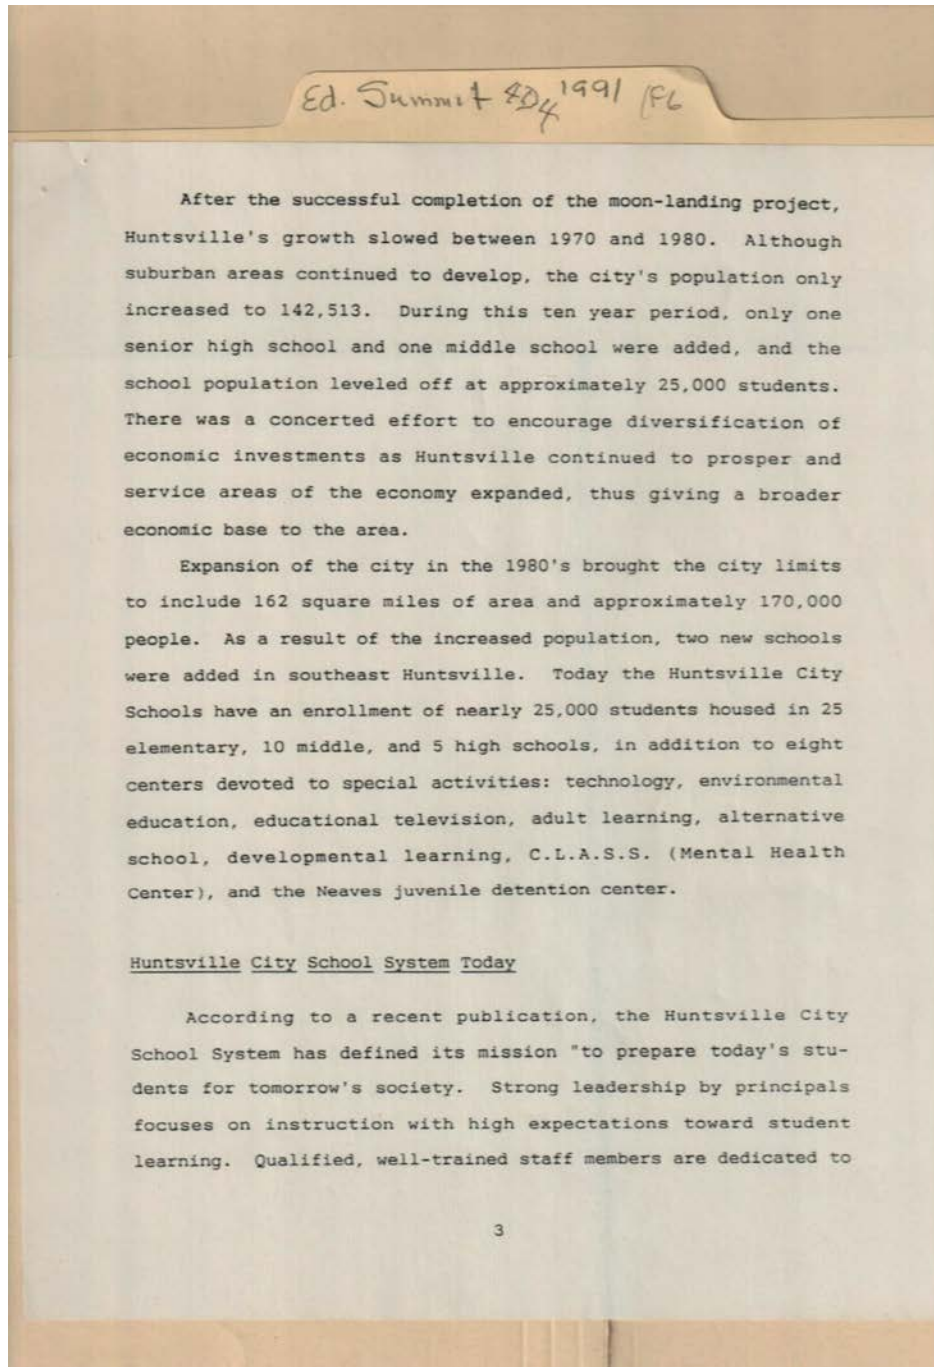 Ed. Summit 4D4 1991 F6
After the successful completion of the moon-landing project,
Huntsville's growth slowed between 1970 and 1980. Although
suburban areas continued to develop, the city's population only
increased to 142,513. During this ten year period, only one
senior high school and one middle school were added, and the
school population leveled off at approximately 25,000 students.
There was a concerted effort to encourage diversification of
economic investments as Huntsville continued to prosper and
service areas of the economy expanded, thus giving a broader
economic base to the area.
Expansion of the city in the 1980's brought the city limits
to include 162 square miles of area and approximately 170,000
people. As a result of the increased population, two new schools
were added in southeast Huntsville. Today the Huntsville City
Schools have an enrollment of nearly 25,000 students housed in 25
elementary, 10 middle, and 5 high schools, in addition to eight
centers devoted to special activities: technology, environmental
education, educational television, adult learning, alternative
school, developmental learning, C.L.A.S.S. (Mental Health
Center), and the Neaves juvenile detention center.
Huntsville City School System Today
According to a recent publication, the Huntsville City
School System has defined its mission "to prepare today's stu-
dents for tomorrow's society. Strong leadership by principals
focuses on instruction with high expectations toward student
learning. Qualified, well-trained staff members are dedicated to
3